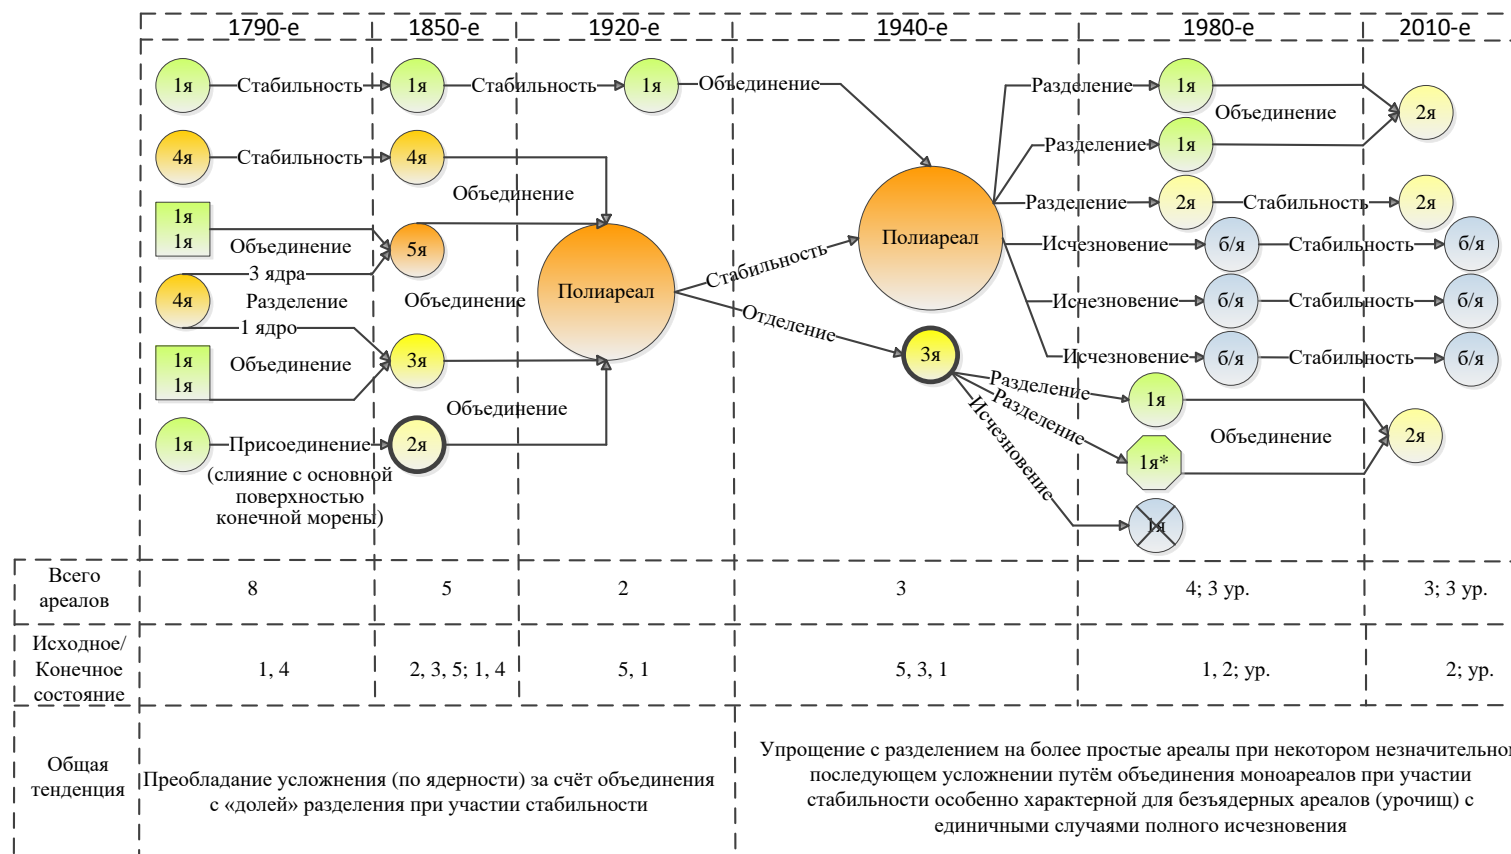 1790-е 1850-е 1920-е 1940-е 1980-е 2010-е
1я Стабильность 1я Стабильность 1я Объединение Разделение 1я
Объединение 2я
4я Стабильность 4я Разделение 1я
Объединение
1я
1я
Разделение 2я Стабильность 2я
Объединение 5я Полиареал Исчезновение б/я Стабильность б/я
3 ядра
Стабильность
4я Разделение Объединение Полиареал Исчезновение б/я Стабильность б/я
1 ядро
Отделение
1я
1я
Объединение 3я 3я Исчезновение б/я Стабильность б/я
Разделение 1я
Объединение Разделение
Исчезновение
Объединение 2я
1я Присоединение 2я
1я*
(слияние с основной
поверхностью
конечной морены)
1я
Всего
ареалов
8 5 2 3 4; 3 ур. 3; 3 ур.
Исходное/
Конечное
состояние
1, 4 2, 3, 5; 1, 4 5, 1 5, 3, 1 1, 2; ур. 2; ур.
Общая
тенденция
Преобладание усложнения (по ядерности) за счёт объединения
с «долей» разделения при участии стабильности
Упрощение с разделением на более простые ареалы при некотором незначительно
последующем усложнении путём объединения моноареалов при участии
стабильности особенно характерной для безъядерных ареалов (урочищ) с
единичными случаями полного исчезновения